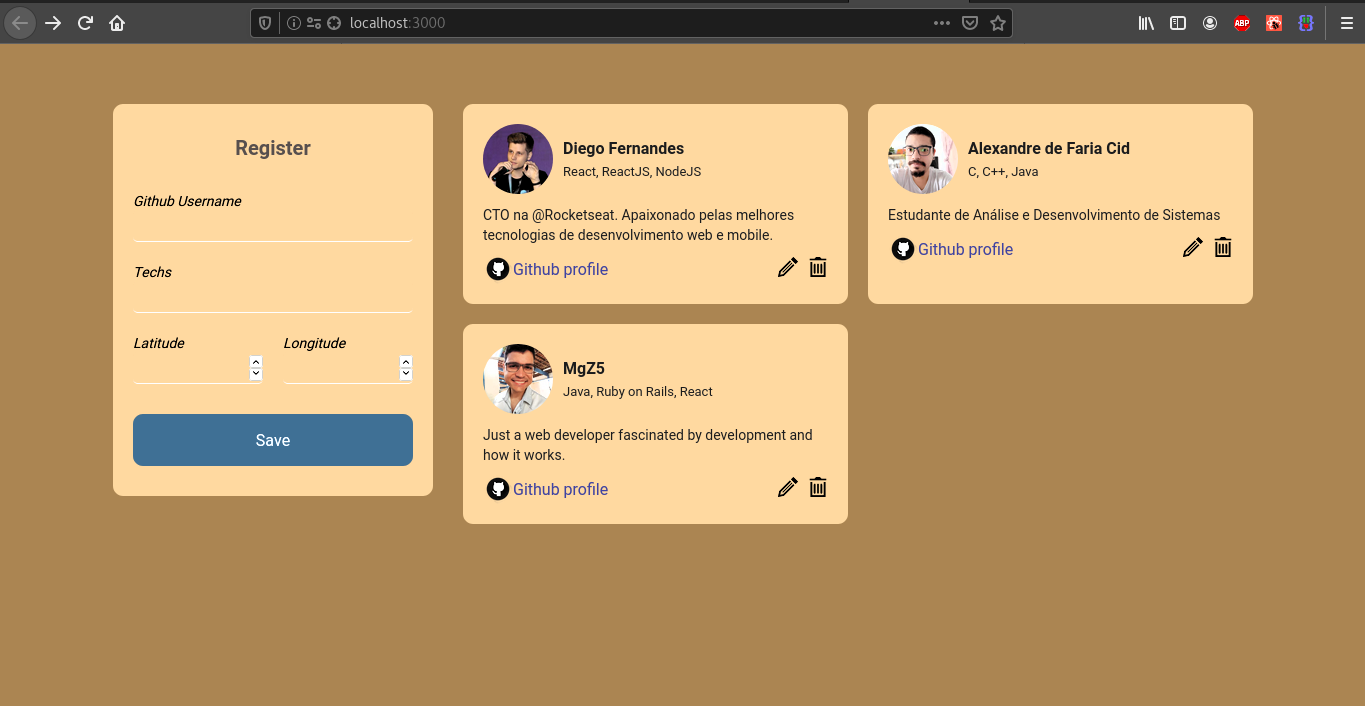 localhost:3000
ABP
Register
Github Username
Techs
Latitude
Longitude
Save
Diego Fernandes
React, ReactJS, NodeJS
CTO na @Rocketseat. Apaixonado pelas melhores
tecnologias de desenvolvimento web e mobile.
Github profile
Alexandre de Faria Cid
C, C++, Java
Estudante de Análise e Desenvolvimento de Sistemas
Github profile
MgZ5
Java, Ruby on Rails, React
Just a web developer fascinated by development and
how it works.
Github profile